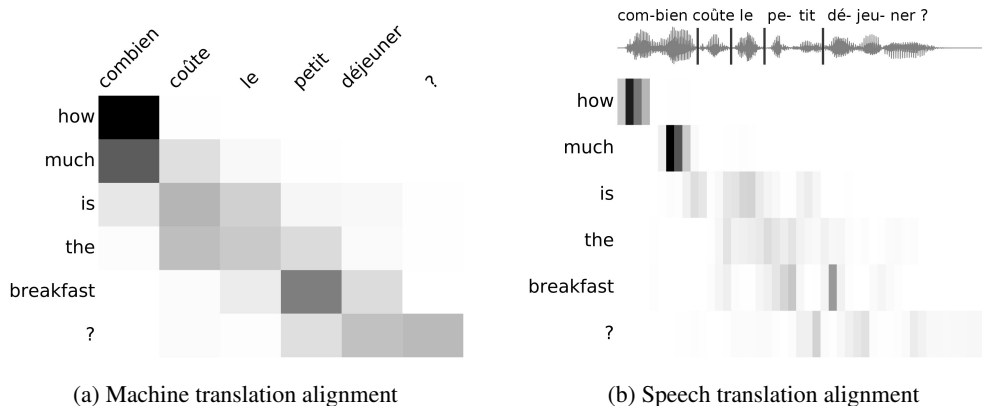 combien coûte le petit déjeuner ?
how
much
is
the
breakfast
?
(a) Machine translation alignment
com-bien coûte le pe- tit dé- jeu- ner ?
how
much
is
the
breakfast
?
(b) Speech translation alignment